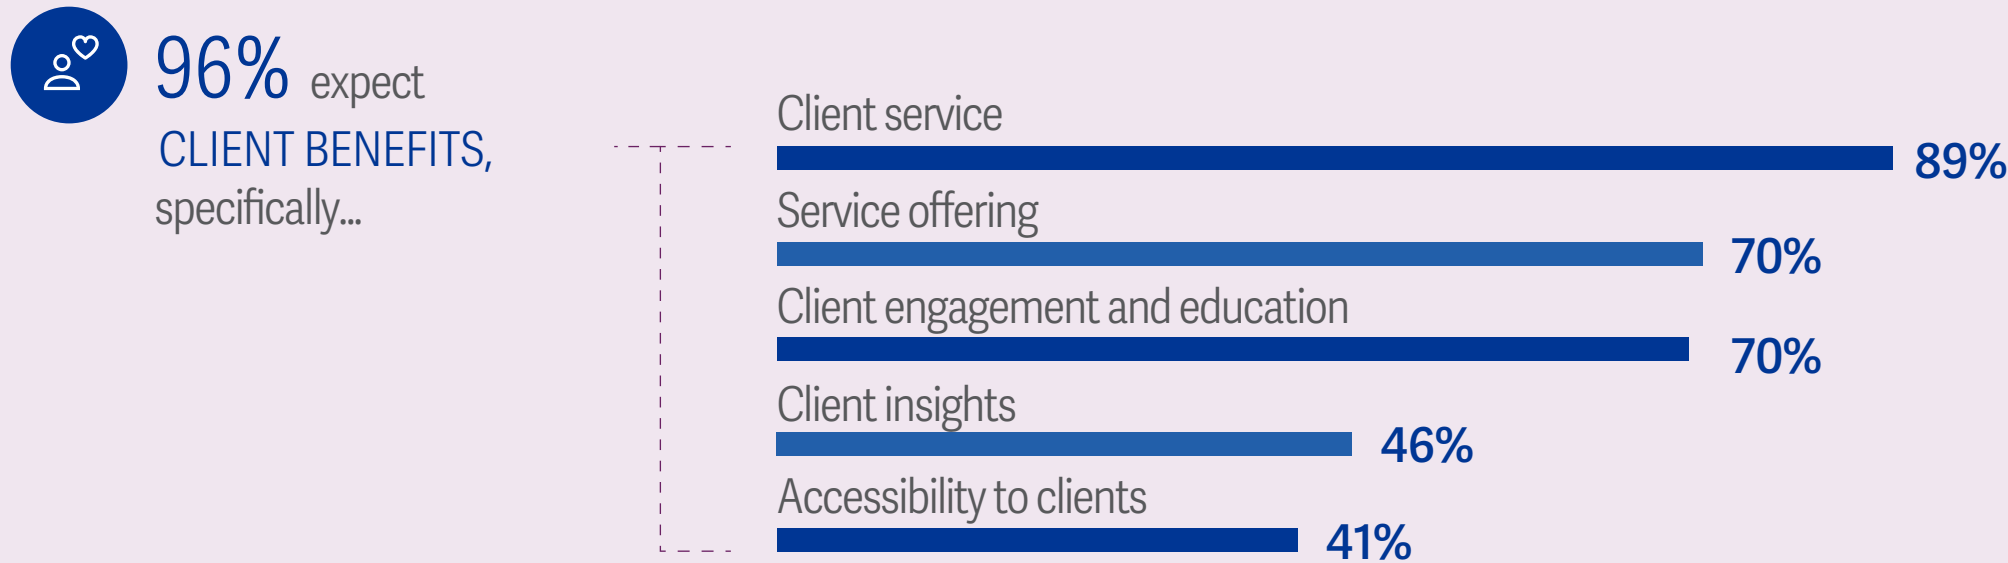 96% expect
CLIENT BENEFITS,
specifically...
Client service
89%
Service offering
70%
Client engagement and education
70%
Client insights
46%
Accessibility to clients
41%